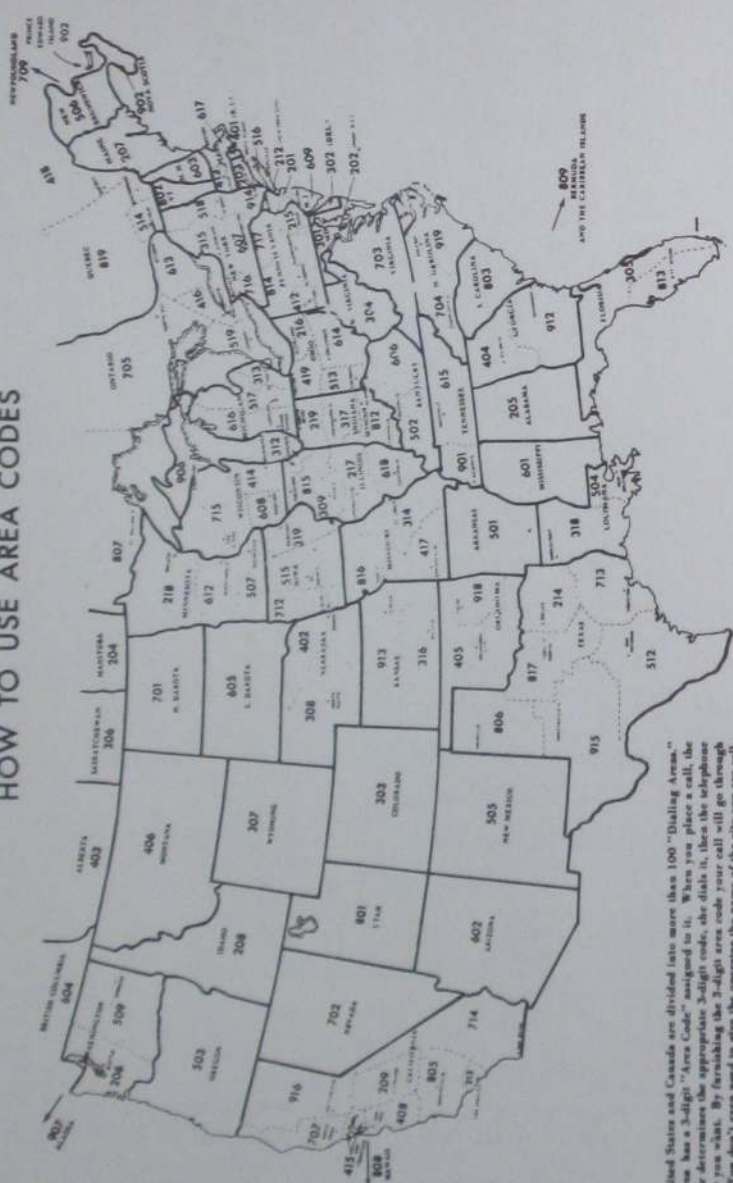 HOW TO USE AREA CODES
NEWFOUNDLAND
709
PRINCE
EDWARD
ISLAND
902
NEW
BRUNSWICK
506
NOVA SCOTIA
902
418
MAINE
207
QUEBEC
819
514
ONTARIO
705
613
416
519
807
MANITOBA
204
SASKATCHEWAN
306
ALBERTA
403
BRITISH COLUMBIA
604
907
ALASKA
WASHINGTON
206
509
503
OREGON
IDAHO
208
406
MONTANA
307
WYOMING
701
N. DAKOTA
605
S. DAKOTA
218
MINNESOTA
612
507
715
WISCONSIN
414
608
906
616
MICHIGAN
517
313
N. H.
603
802
617
401 (R.I.)
516
212
201
609
302 (DEL.)
202
518
315
NEW YORK
607
716
914
717
814
PENNSYLVANIA
215
412
301
916
707
415
808
HAWAII
209
408
CALIFORNIA
805
213
714
702
NEVADA
801
UTAH
602
ARIZONA
303
COLORADO
505
NEW MEXICO
402
NEBRASKA
308
913
KANSAS
316
405
918
OKLAHOMA
712
515
IOWA
319
816
MISSOURI
314
417
312
815
309
217
ILLINOIS
618
219
317
INDIANA
812
419
216
OHIO
513
614
VIRGINIA
304
703
VIRGINIA
606
502
KENTUCKY
901
615
TENNESSEE
704
919
N. CAROLINA
803
S. CAROLINA
404
GEORGIA
912
205
ALABAMA
601
MISSISSIPPI
ARKANSAS
501
318
504
LOUISIANA
806
817
214
TEXAS
713
915
512
FLORIDA
305
813
809
BERMUDA
AND THE CARIBBEAN ISLANDS
United States and Canada are divided into more than 100 "Dialing Areas."
has a 3-digit "Area Code" assigned to it. When you place a call, the
determines the appropriate 3-digit code, she dials it, then the telephone
you want. By furnishing the 3-digit area code your call will go through